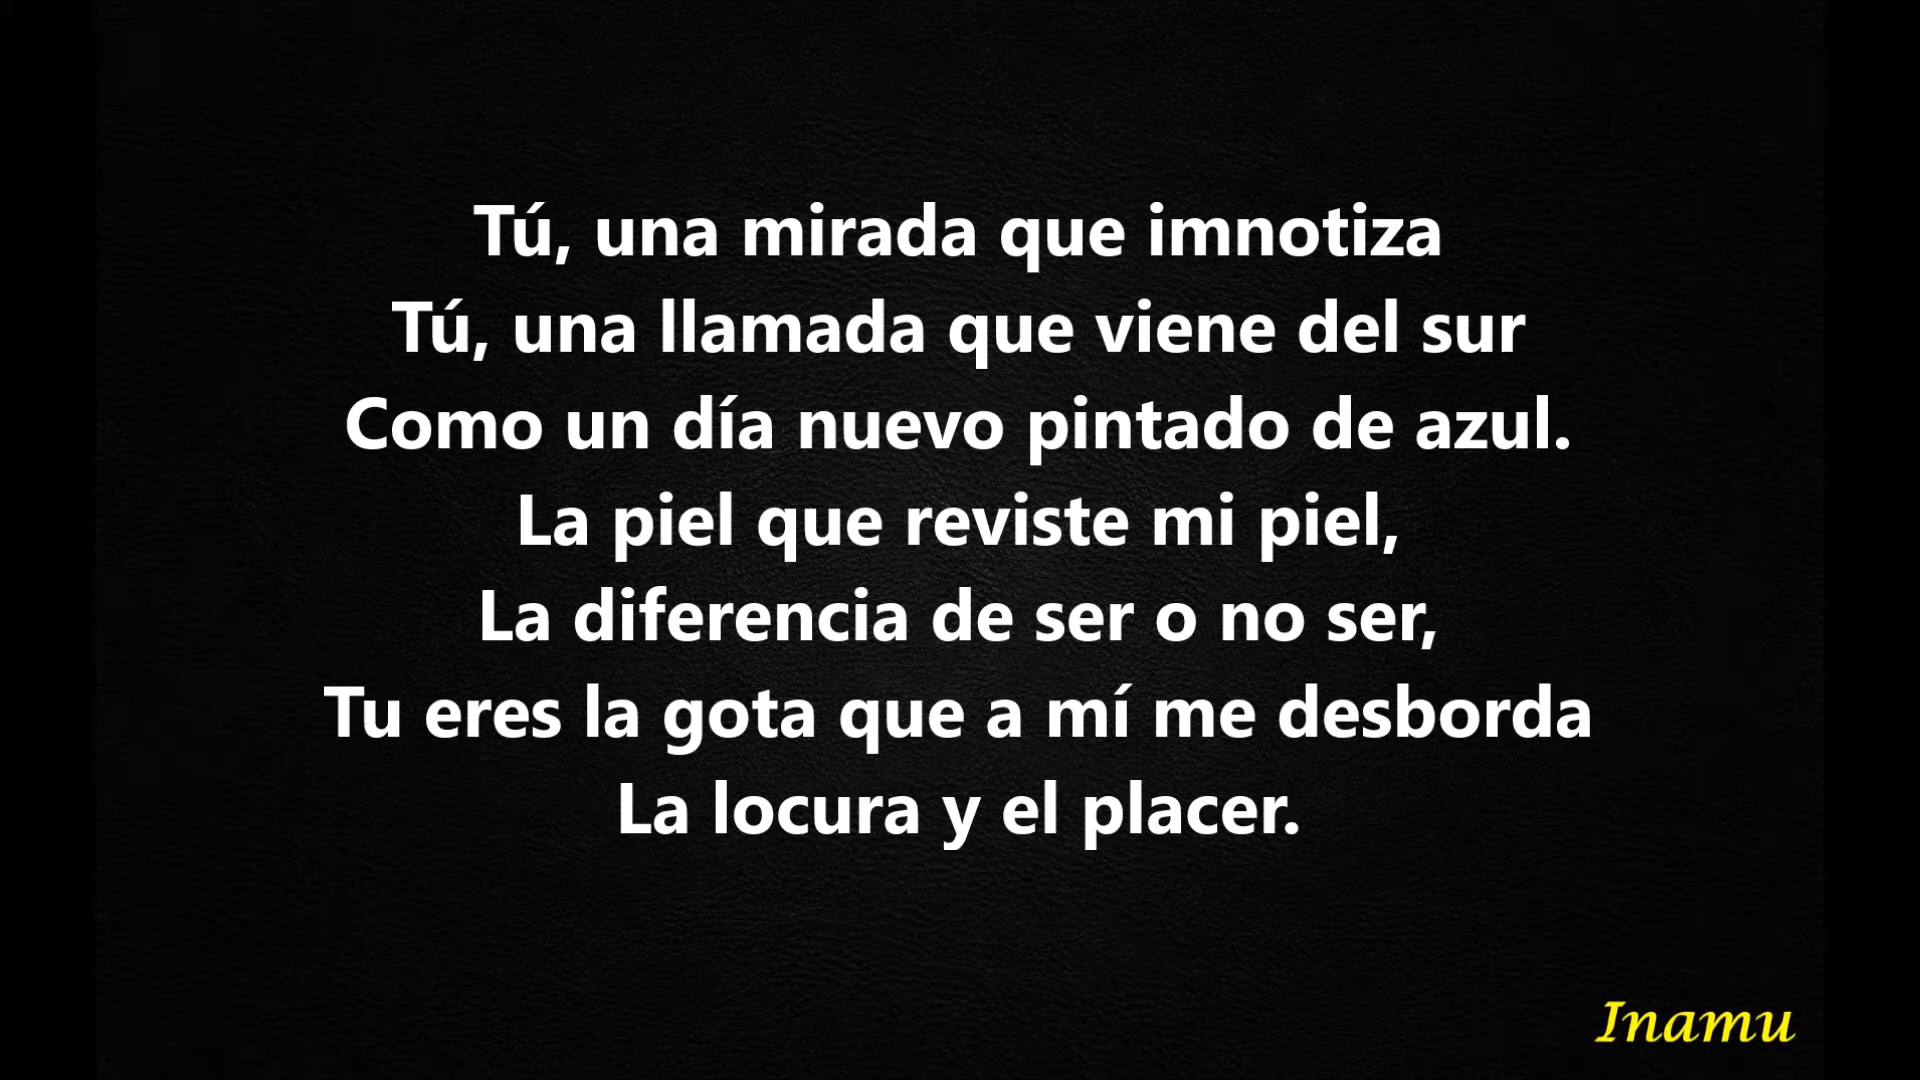 Tú, una mirada que imnotiza
Tú, una llamada que viene del sur
Como un día nuevo pintado de azul.
La piel que reviste mi piel,
La diferencia de ser o no ser,
Tu eres la gota que a mí me desborda
La locura y el placer.
Inamu